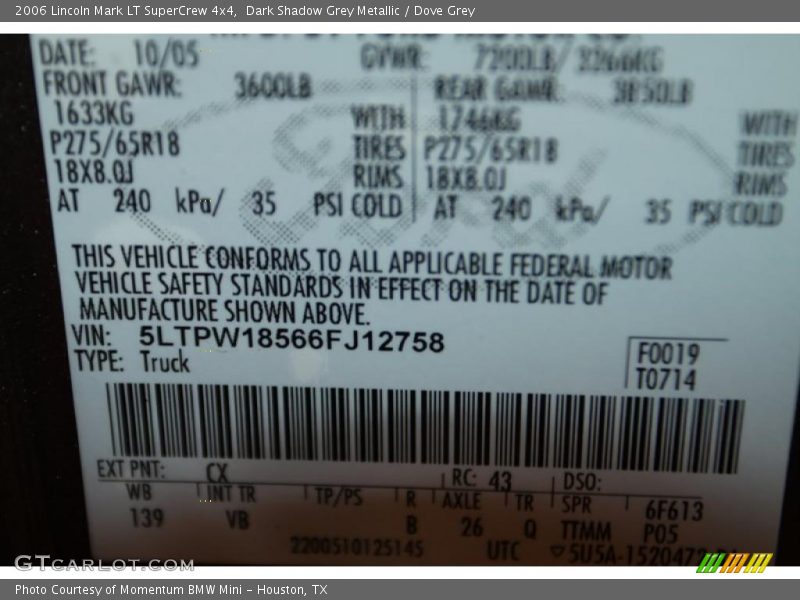 2006 Lincoln Mark LT SuperCrew 4x4,  Dark Shadow Grey Metallic / Dove Grey
DATE: 10/05 GVWR: 7200LB/ 3266KG
FRONT GAWR: 3600LB REAR GAWR: 3850LB
1633KG WITH 1746KG WITH
P275/65R18 TIRES P275/65R18 TIRES
18X8.0J RIMS 18X8.0J RIMS
AT 240 kPa/ 35 PSI COLD AT 240 kPa/ 35 PSI COLD
THIS VEHICLE CONFORMS TO ALL APPLICABLE FEDERAL MOTOR
VEHICLE SAFETY STANDARDS IN EFFECT ON THE DATE OF
MANUFACTURE SHOWN ABOVE.
VIN: 5LTPW18566FJ12758
TYPE: Truck
F0019
T0714
EXT PNT: CX RC: 43 DSO:
WB INT TR TP/PS R AXLE TR SPR 6F613
139 VB B 26 Q TTMM P05
2200510125145 UTC
GTCARLOT.COM
Photo Courtesy of Momentum BMW Mini - Houston, TX